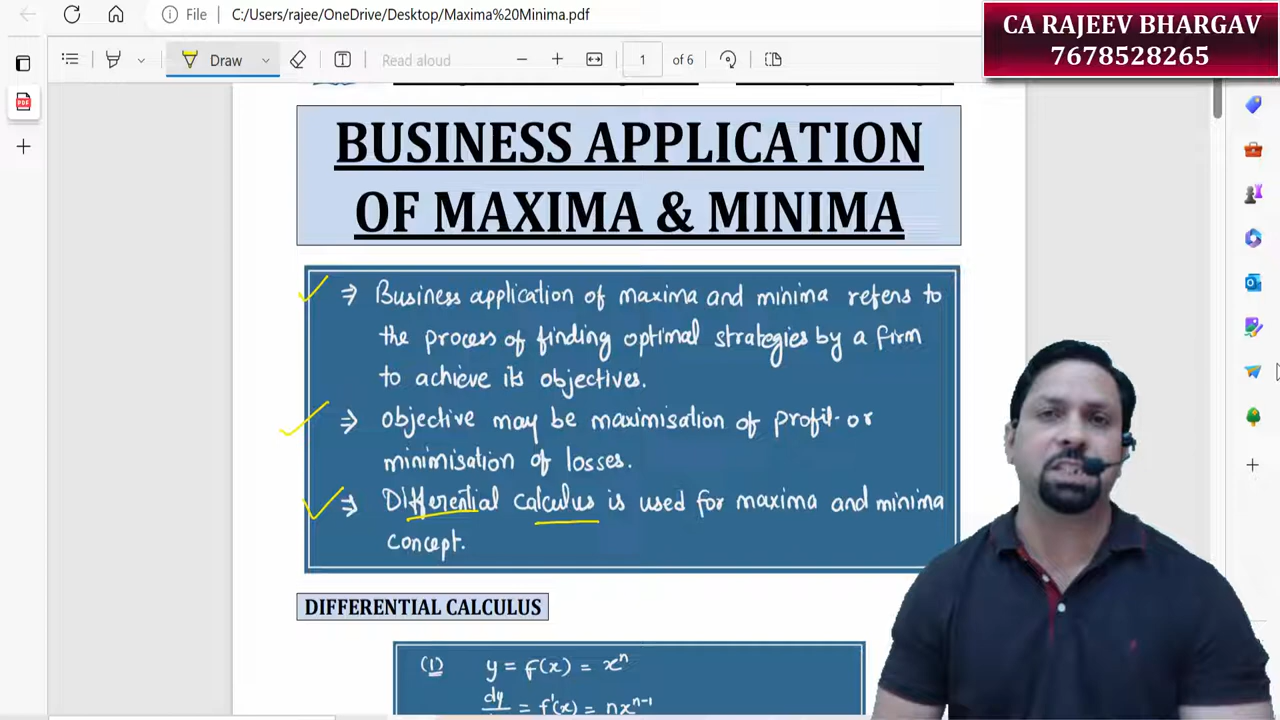 File
C:/Users/rajee/OneDrive/Desktop/Maxima%20Minima.pdf
CA RAJEEV BHARGAV
7678528265
Draw
Read aloud
1
of 6
BUSINESS APPLICATION
OF MAXIMA & MINIMA
⇒ Business application of maxima and minima refers to
the process of finding optimal strategies by a firm
to achieve its objectives.
⇒ objective may be maximisation of profit or
minimisation of losses.
⇒ Differential calculus is used for maxima and minima
concept.
DIFFERENTIAL CALCULUS
(1) y = f(x) = xⁿ
dy
= f'(x) = nxⁿ⁻¹